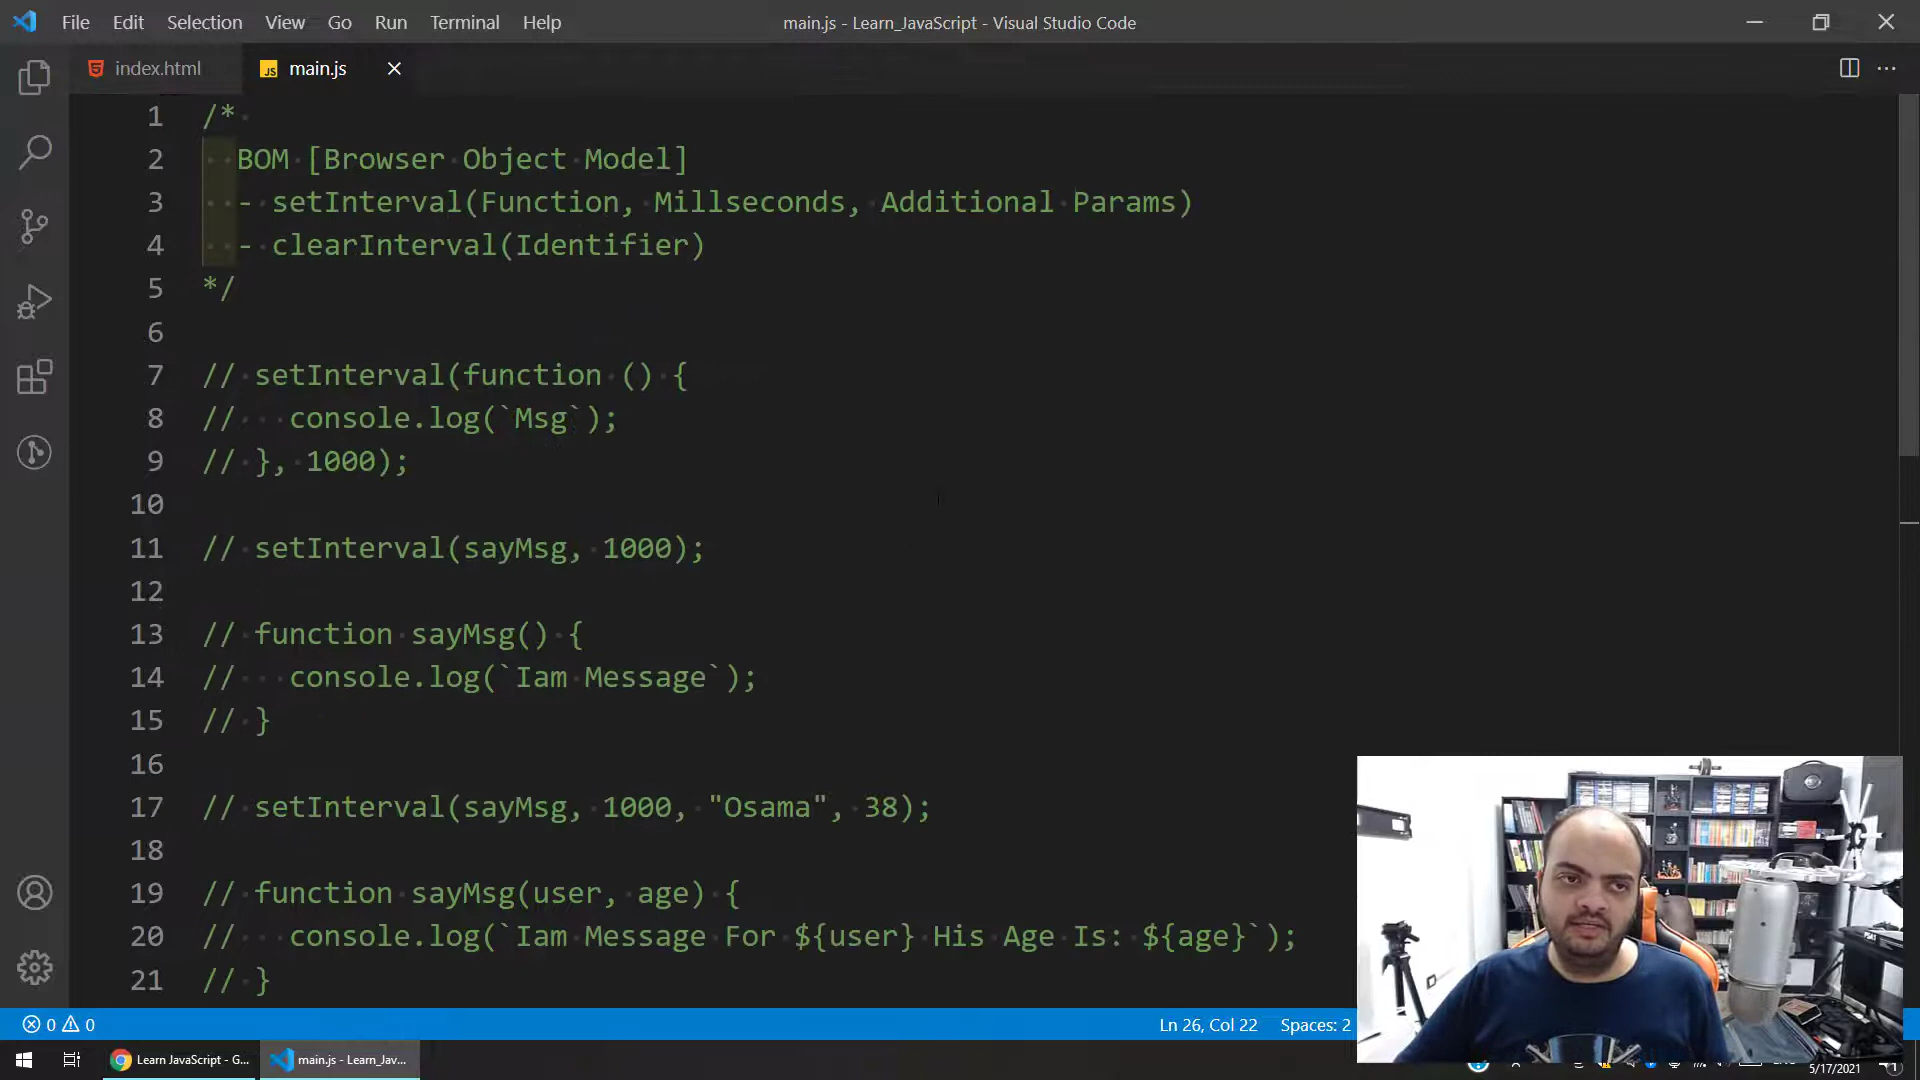 File Edit Selection View Go Run Terminal Help
main.js - Learn_JavaScript - Visual Studio Code
index.html
JS main.js
1 /*
2 BOM [Browser Object Model]
3 - setInterval(Function, Millseconds, Additional Params)
4 - clearInterval(Identifier)
5 */
6
7 // setInterval(function () {
8 // console.log(`Msg`);
9 // }, 1000);
10
11 // setInterval(sayMsg, 1000);
12
13 // function sayMsg() {
14 // console.log(`Iam Message`);
15 // }
16
17 // setInterval(sayMsg, 1000, "Osama", 38);
18
19 // function sayMsg(user, age) {
20 // console.log(`Iam Message For ${user} His Age Is: ${age}`);
21 // }
0 0
Ln 26, Col 22 Spaces: 2
Learn JavaScript - G...
main.js - Learn_Jav...
5/17/2021